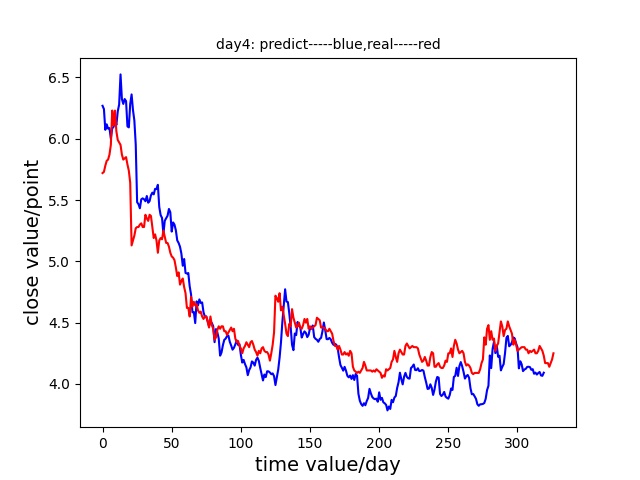 day4: predict-----blue,real-----red
6.5
6.0
5.5
5.0
4.5
4.0
close value/point
0 50 100 150 200 250 300
time value/day